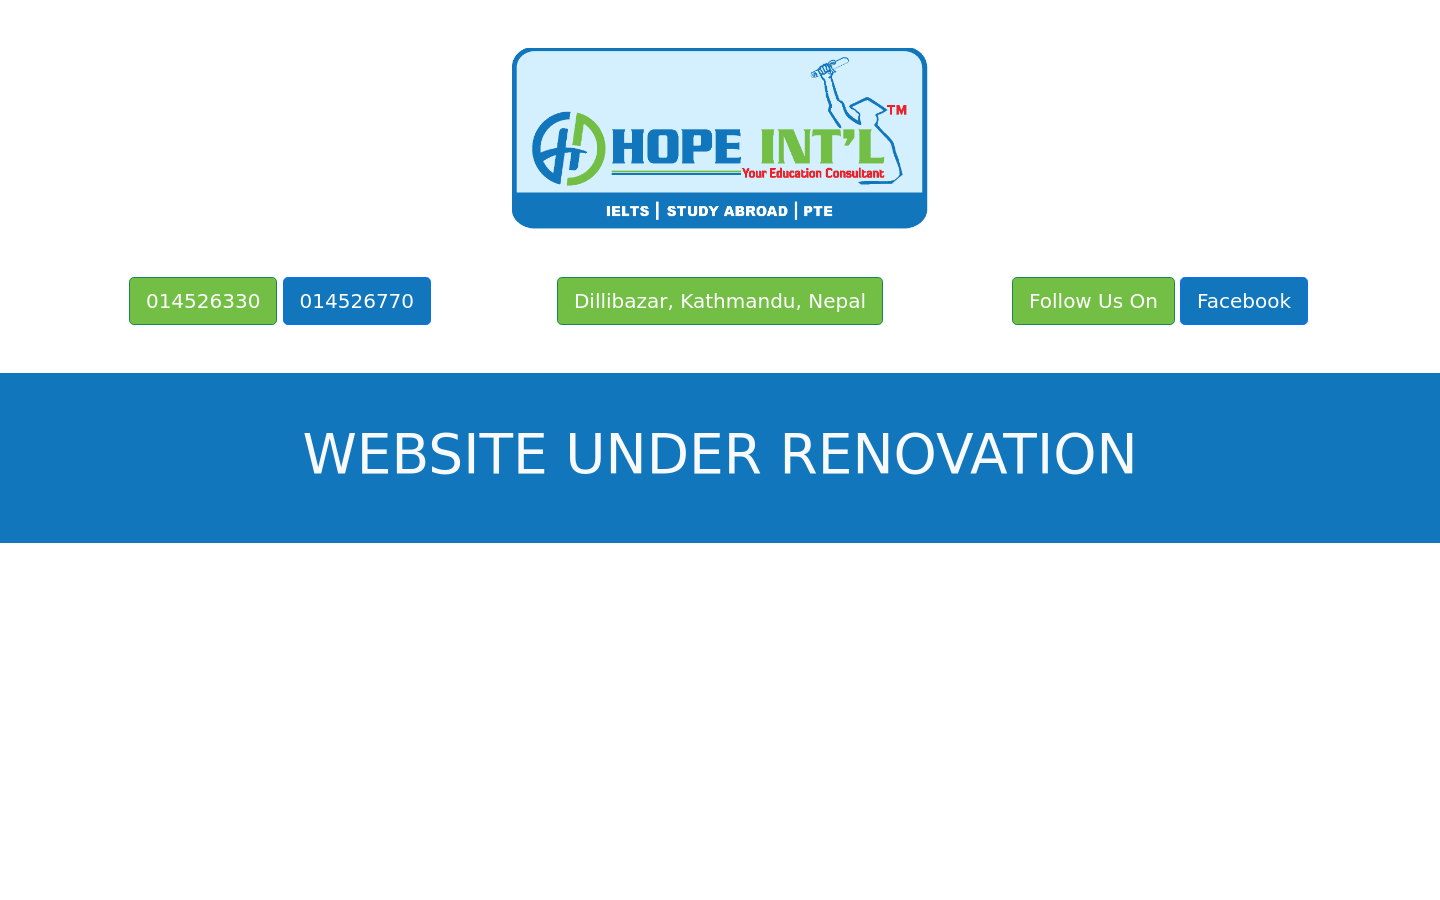 HOPE INT'L TM
Your Education Consultant
IELTS | STUDY ABROAD | PTE
014526330 014526770 Dillibazar, Kathmandu, Nepal Follow Us On Facebook
WEBSITE UNDER RENOVATION